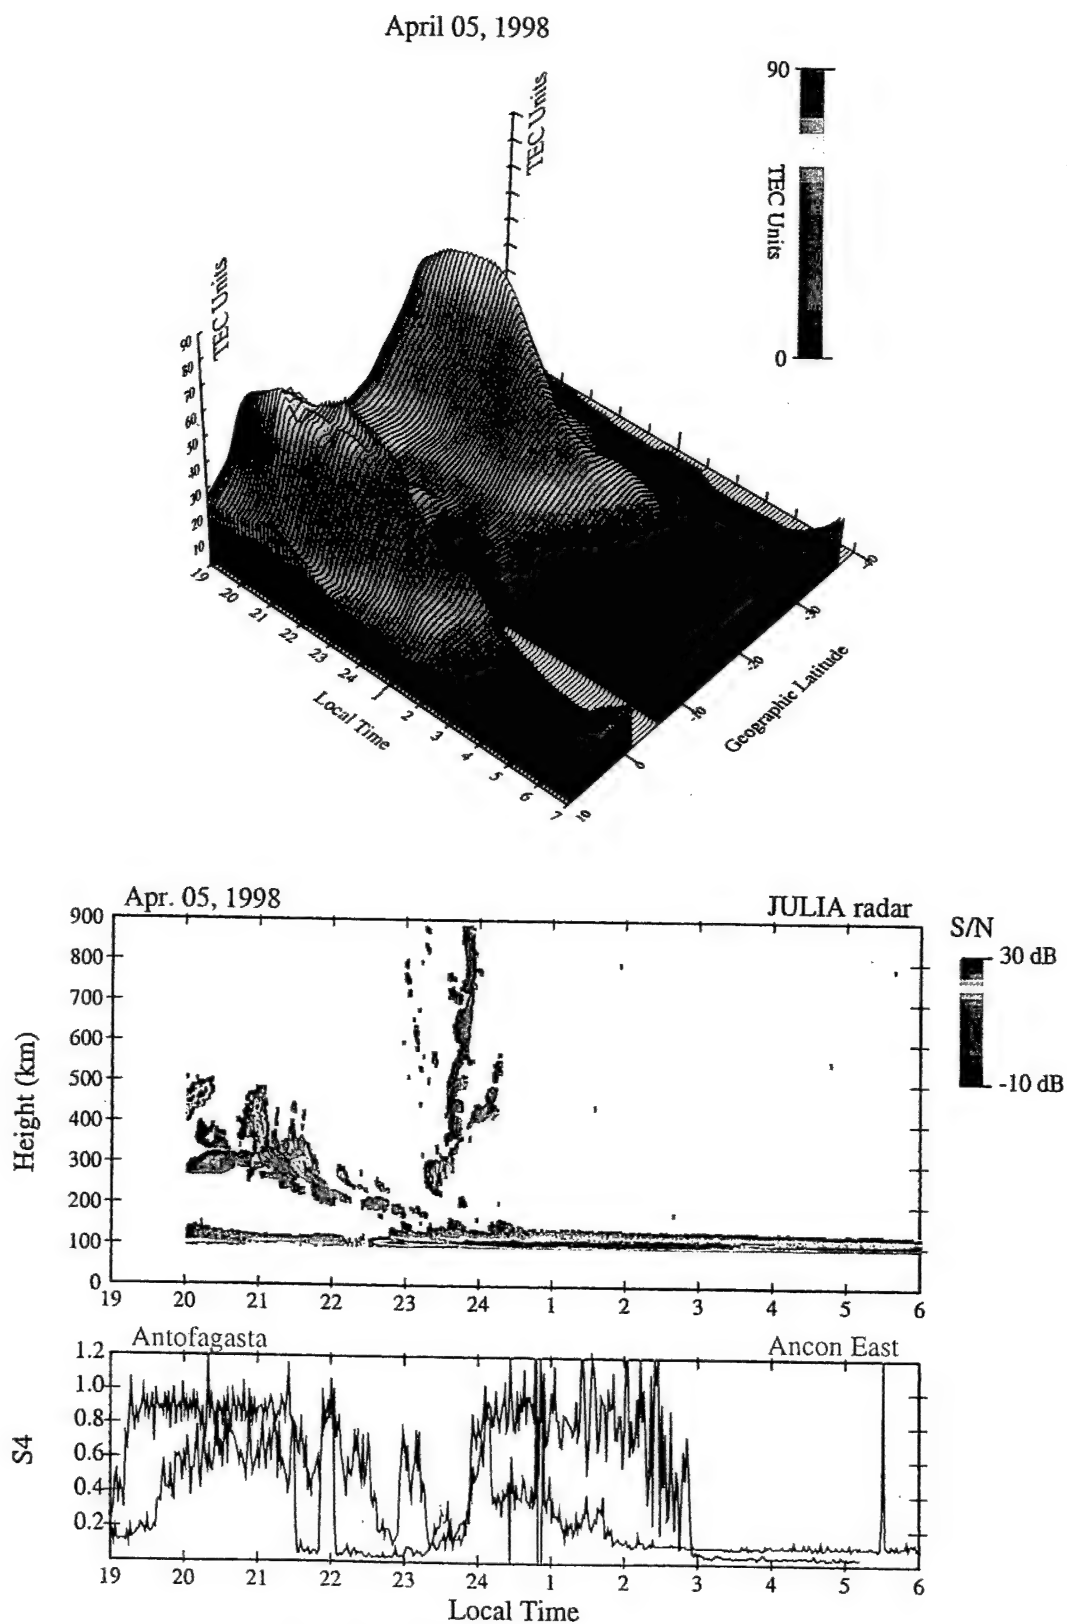 April 05, 1998
90
TEC Units
0
TEC Units
TEC Units
90
80
70
60
50
40
30
20
10
19 20 21 22 23 24 1 2 3 4 5 6 7
Local Time
10 0 -10 -20 -30 -40
Geographic Latitude
Apr. 05, 1998 JULIA radar
S/N
30 dB
-10 dB
900
800
700
600
500
400
300
200
100
0
Height (km)
19 20 21 22 23 24 1 2 3 4 5 6
Antofagasta Ancon East
1.2
1.0
0.8
0.6
0.4
0.2
S4
19 20 21 22 23 24 1 2 3 4 5 6
Local Time